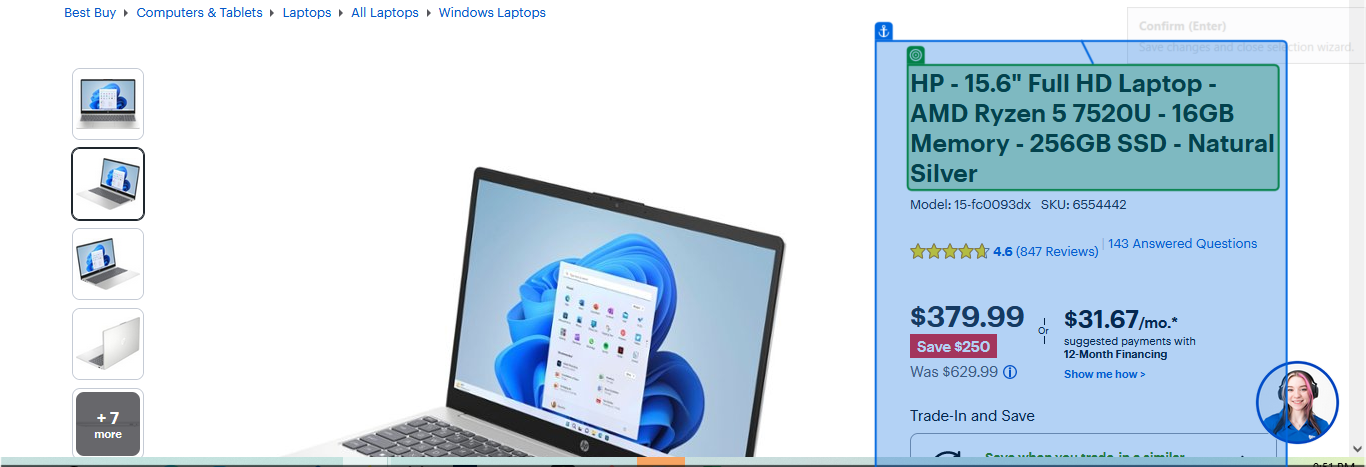 Best Buy Computers & Tablets Laptops All Laptops Windows Laptops
Confirm (Enter)
Save changes and close selection wizard.
HP - 15.6" Full HD Laptop -
AMD Ryzen 5 7520U - 16GB
Memory - 256GB SSD - Natural
Silver
Model: 15-fc0093dx SKU: 6554442
4.6 (847 Reviews) 143 Answered Questions
$379.99
Save $250
Was $629.99
Or
$31.67/mo.*
suggested payments with
12-Month Financing
Show me how >
Trade-In and Save
Save when you trade-in a similar
+ 7
more